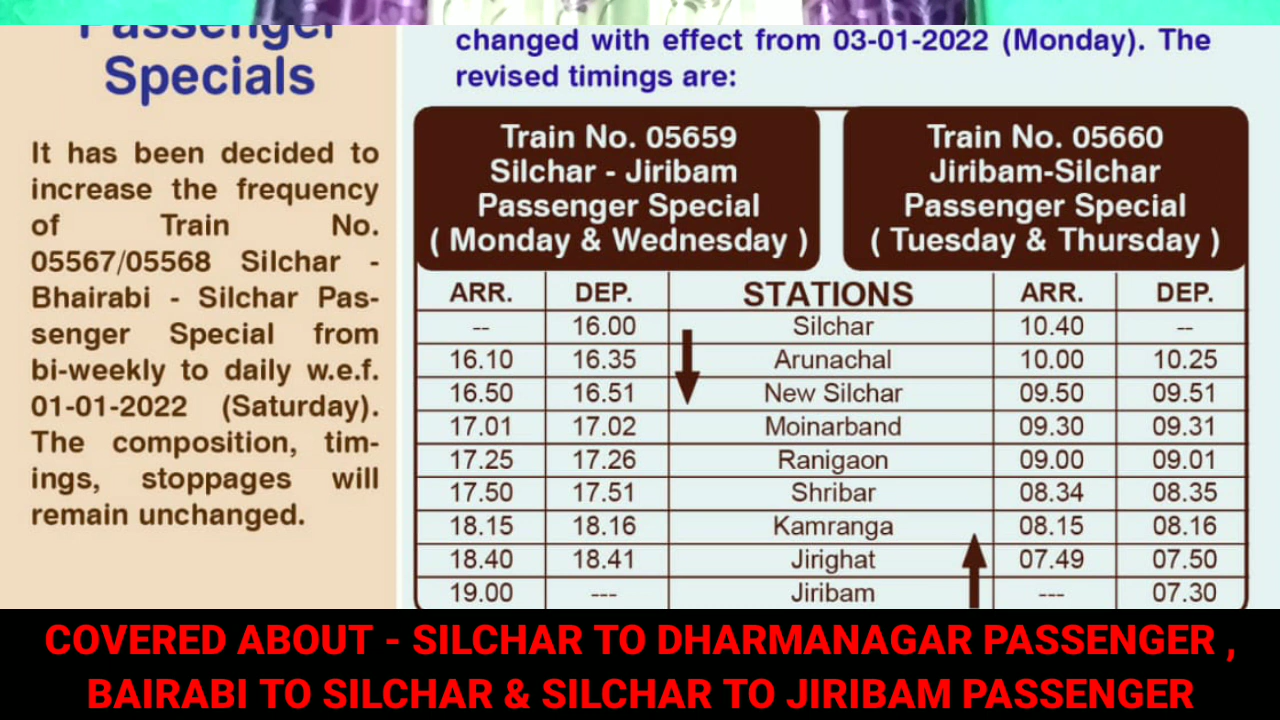 Passenger
Specials
It has been decided to
increase the frequency
of Train No.
05567/05568 Silchar -
Bhairabi - Silchar Pas-
senger Special from
bi-weekly to daily w.e.f.
01-01-2022 (Saturday).
The composition, tim-
ings, stoppages will
remain unchanged.
changed with effect from 03-01-2022 (Monday). The
revised timings are:
Train No. 05659
Silchar - Jiribam
Passenger Special
( Monday & Wednesday )
Train No. 05660
Jiribam-Silchar
Passenger Special
( Tuesday & Thursday )
ARR. DEP. STATIONS ARR. DEP.
-- 16.00 Silchar 10.40 --
16.10 16.35 Arunachal 10.00 10.25
16.50 16.51 New Silchar 09.50 09.51
17.01 17.02 Moinarband 09.30 09.31
17.25 17.26 Ranigaon 09.00 09.01
17.50 17.51 Shribar 08.34 08.35
18.15 18.16 Kamranga 08.15 08.16
18.40 18.41 Jirighat 07.49 07.50
19.00 --- Jiribam --- 07.30
COVERED ABOUT - SILCHAR TO DHARMANAGAR PASSENGER ,
BAIRABI TO SILCHAR & SILCHAR TO JIRIBAM PASSENGER